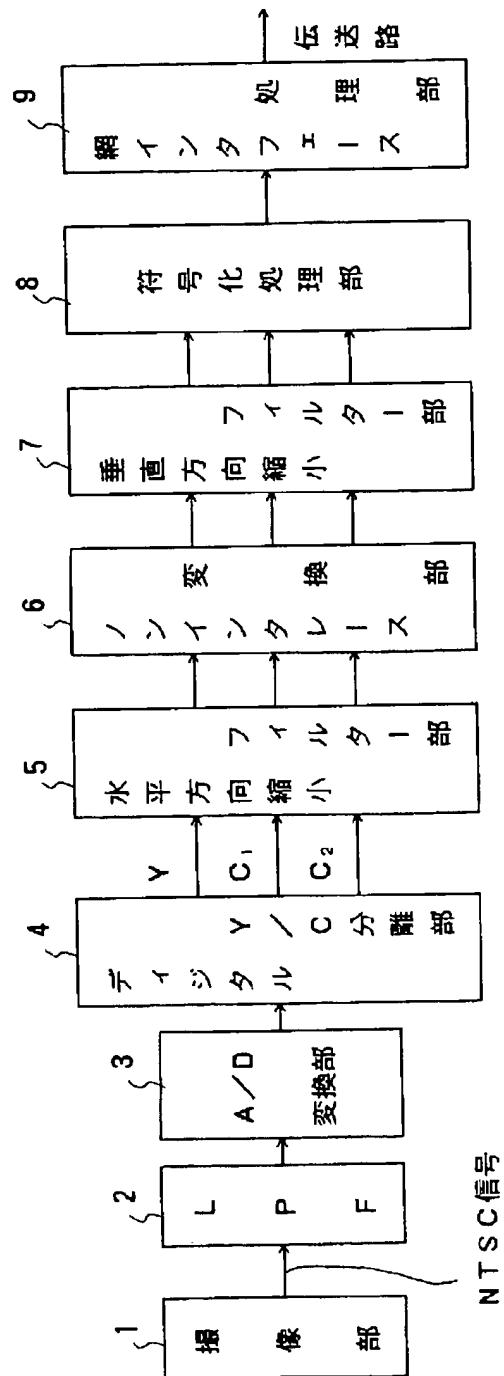 1
撮像部
NTSC信号
2
LPF
3
A/D
変換部
4
ディジタル
Y/C分離部
Y
C₁
C₂
5
水平方向縮小
フィルター部
6
ノンインタレース
変換部
7
垂直方向縮小
フィルター部
8
符号化処理部
9
網インタフェース
処理部
伝送路